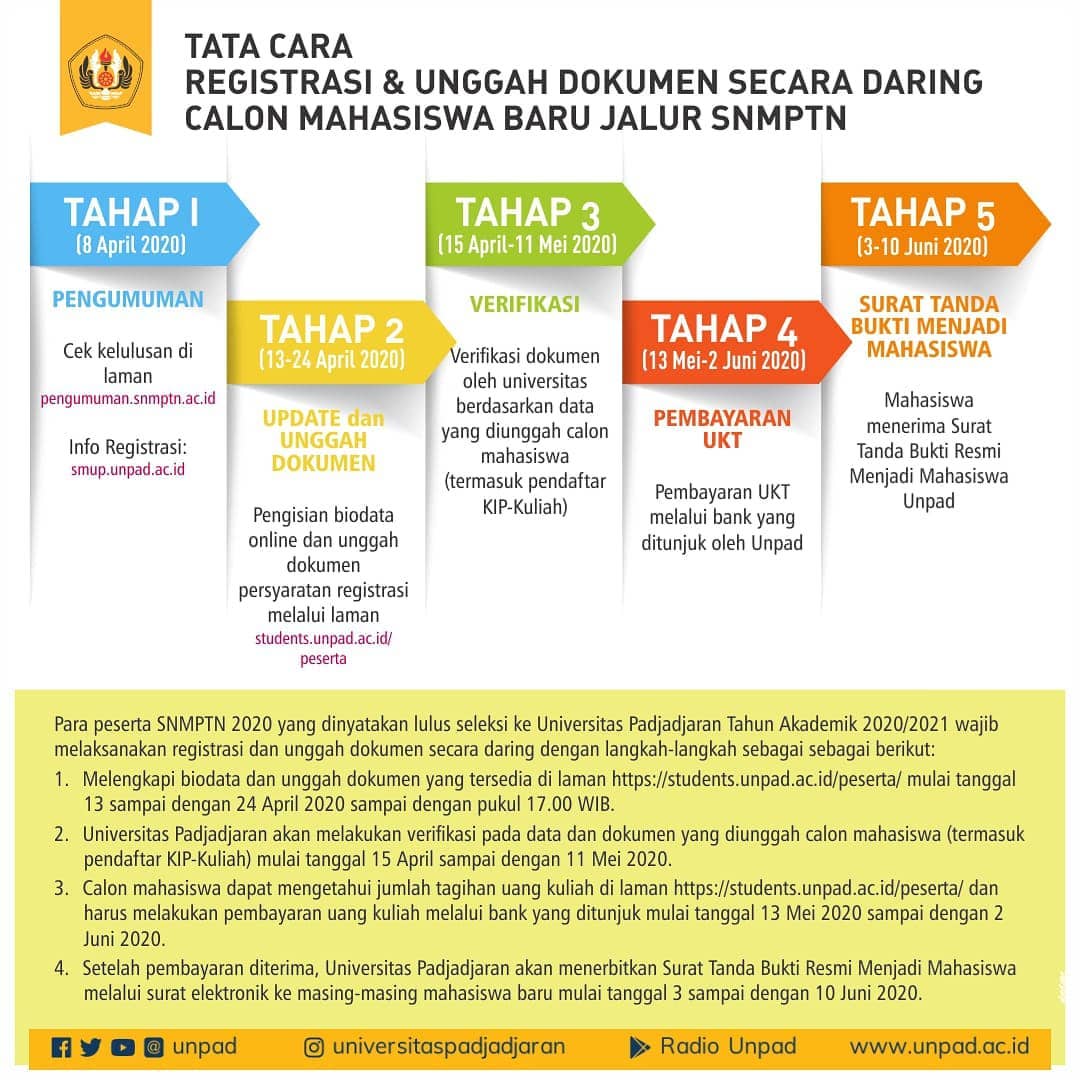 TATA CARA
REGISTRASI & UNGGAH DOKUMEN SECARA DARING
CALON MAHASISWA BARU JALUR SNMPTN
TAHAP I
(8 April 2020)
PENGUMUMAN
Cek kelulusan di
laman
pengumuman.snmptn.ac.id
Info Registrasi:
smup.unpad.ac.id
TAHAP 2
(13-24 April 2020)
UPDATE dan
UNGGAH
DOKUMEN
Pengisian biodata
online dan unggah
dokumen
persyaratan registrasi
melalui laman
students.unpad.ac.id/
peserta
TAHAP 3
(15 April-11 Mei 2020)
VERIFIKASI
Verifikasi dokumen
oleh universitas
berdasarkan data
yang diunggah calon
mahasiswa
(termasuk pendaftar
KIP-Kuliah)
TAHAP 4
(13 Mei-2 Juni 2020)
PEMBAYARAN
UKT
Pembayaran UKT
melalui bank yang
ditunjuk oleh Unpad
TAHAP 5
(3-10 Juni 2020)
SURAT TANDA
BUKTI MENJADI
MAHASISWA
Mahasiswa
menerima Surat
Tanda Bukti Resmi
Menjadi Mahasiswa
Unpad
Para peserta SNMPTN 2020 yang dinyatakan lulus seleksi ke Universitas Padjadjaran Tahun Akademik 2020/2021 wajib
melaksanakan registrasi dan unggah dokumen secara daring dengan langkah-langkah sebagai sebagai berikut:
1. Melengkapi biodata dan unggah dokumen yang tersedia di laman https://students.unpad.ac.id/peserta/ mulai tanggal
13 sampai dengan 24 April 2020 sampai dengan pukul 17.00 WIB.
2. Universitas Padjadjaran akan melakukan verifikasi pada data dan dokumen yang diunggah calon mahasiswa (termasuk
pendaftar KIP-Kuliah) mulai tanggal 15 April sampai dengan 11 Mei 2020.
3. Calon mahasiswa dapat mengetahui jumlah tagihan uang kuliah di laman https://students.unpad.ac.id/peserta/ dan
harus melakukan pembayaran uang kuliah melalui bank yang ditunjuk mulai tanggal 13 Mei 2020 sampai dengan 2
Juni 2020.
4. Setelah pembayaran diterima, Universitas Padjadjaran akan menerbitkan Surat Tanda Bukti Resmi Menjadi Mahasiswa
melalui surat elektronik ke masing-masing mahasiswa baru mulai tanggal 3 sampai dengan 10 Juni 2020.
unpad universitaspadjadjaran Radio Unpad www.unpad.ac.id